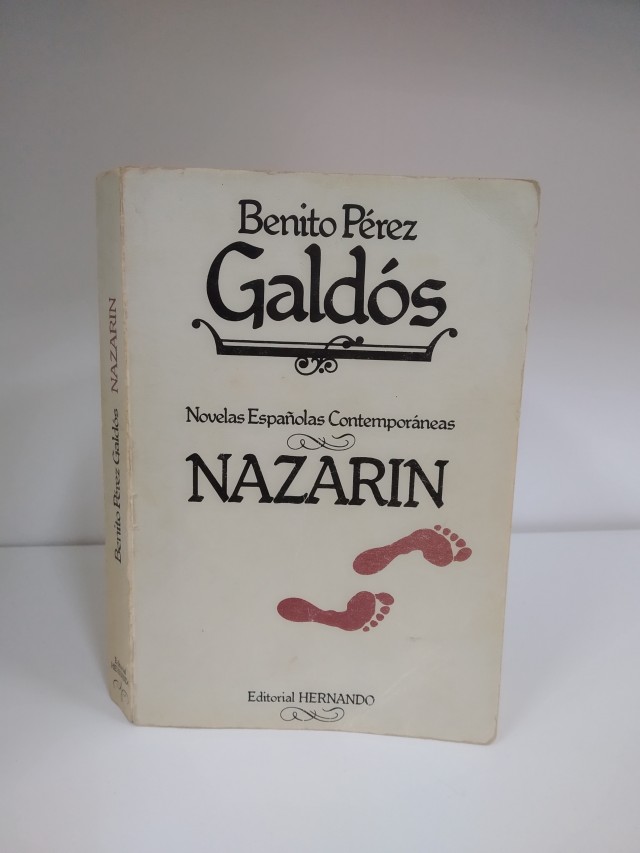 Benito Pérez
Galdós
Novelas Españolas Contemporáneas
NAZARIN
Editorial HERNANDO
Benito Pérez Galdós NAZARIN